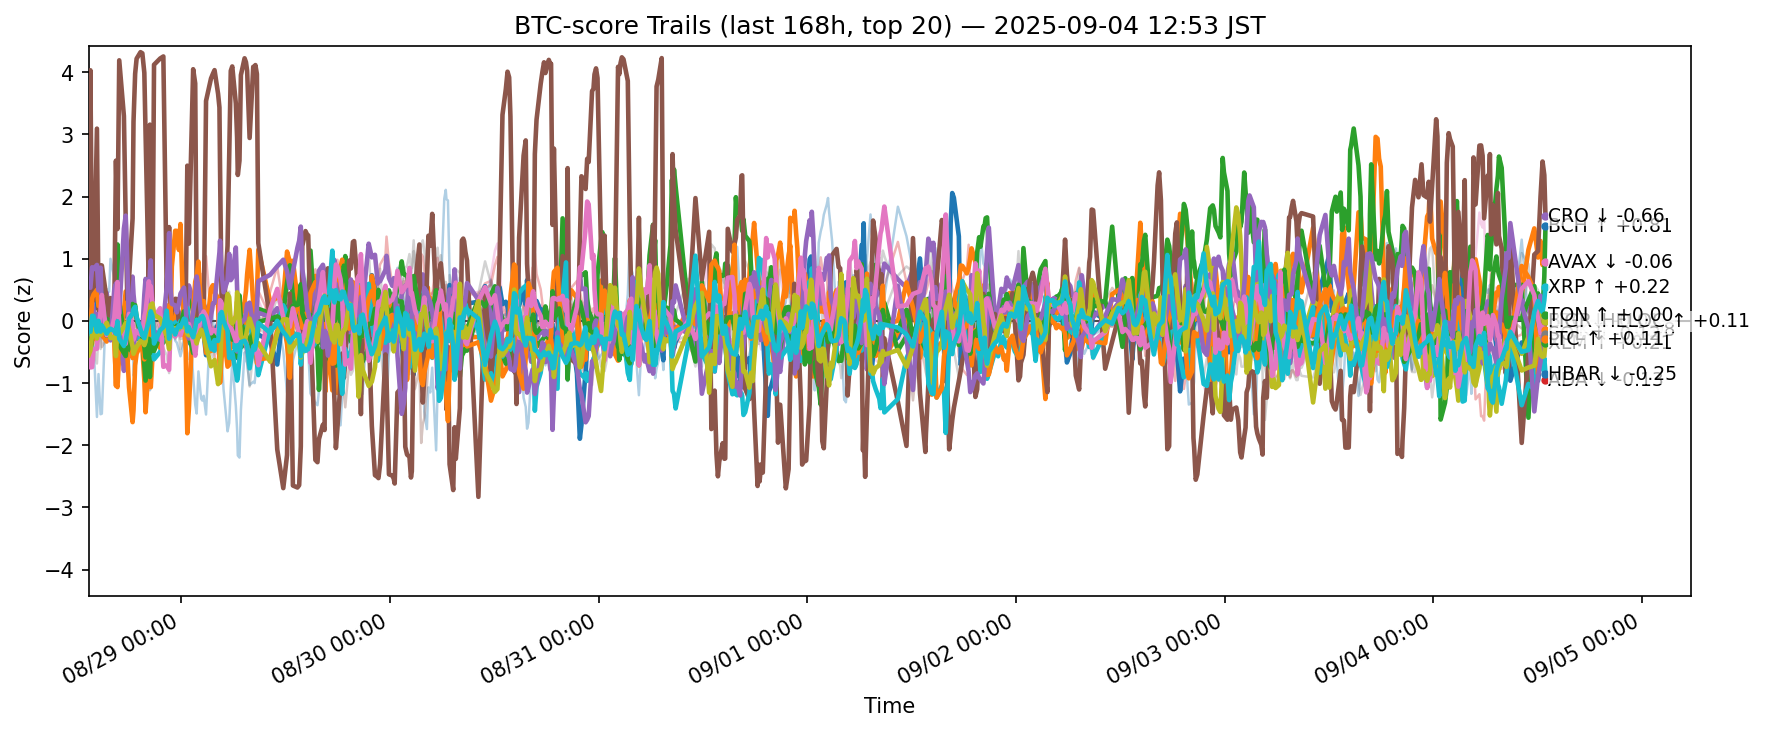 BTC-score Trails (last 168h, top 20) — 2025-09-04 12:53 JST
Score (z)
4
3
2
1
0
−1
−2
−3
−4
CRO ↓ -0.66
BCH ↑ +0.81
AVAX ↓ -0.06
XRP ↑ +0.22
TON ↑ +0.00
↑ +0.11
LTC ↑ +0.11
HBAR ↓ -0.25
ADA ↓
08/29 00:00
08/30 00:00
08/31 00:00
09/01 00:00
09/02 00:00
09/03 00:00
09/04 00:00
09/05 00:00
Time